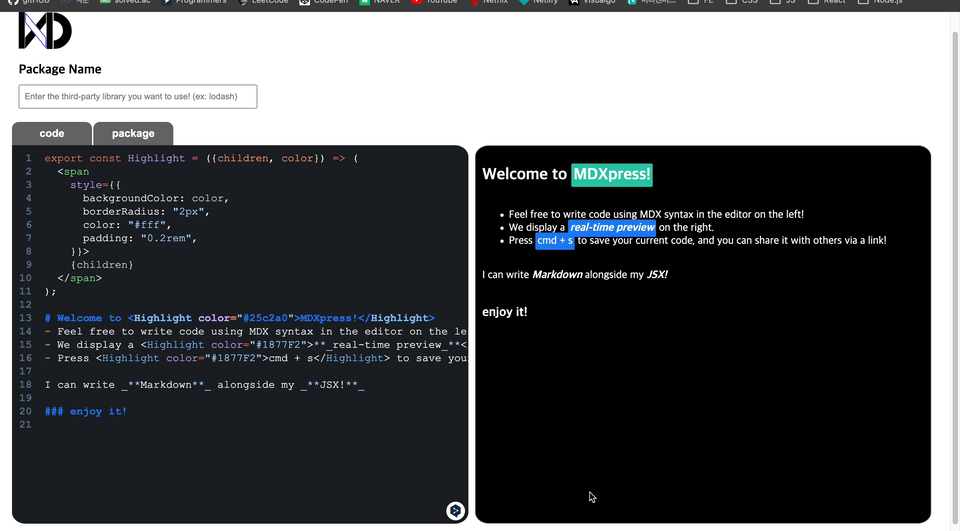 gitHUB
solved.ac
Programmers
LeetCode
CodePen
NAVER
YouTube
Netflix
Netlify
Visualgo
FE
CSS
JS
React
Node.js
MD
Package Name
Enter the third-party library you want to use! (ex: lodash)
code
package
1 export const Highlight = ({children, color}) => (
2 <span
3 style={{
4 backgroundColor: color,
5 borderRadius: "2px",
6 color: "#fff",
7 padding: "0.2rem",
8 }}>
9 {children}
10 </span>
11 );
12
13 # Welcome to <Highlight color="#25c2a0">MDXpress!</Highlight>
14 - Feel free to write code using MDX syntax in the editor on the le
15 - We display a <Highlight color="#1877F2">**_real-time preview_**<
16 - Press <Highlight color="#1877F2">cmd + s</Highlight> to save you
17
18 I can write _**Markdown**_ alongside my _**JSX!**_
19
20 ### enjoy it!
21
Welcome to MDXpress!
• Feel free to write code using MDX syntax in the editor on the left!
• We display a real-time preview on the right.
• Press cmd + s to save your current code, and you can share it with others via a link!
I can write Markdown alongside my JSX!
enjoy it!